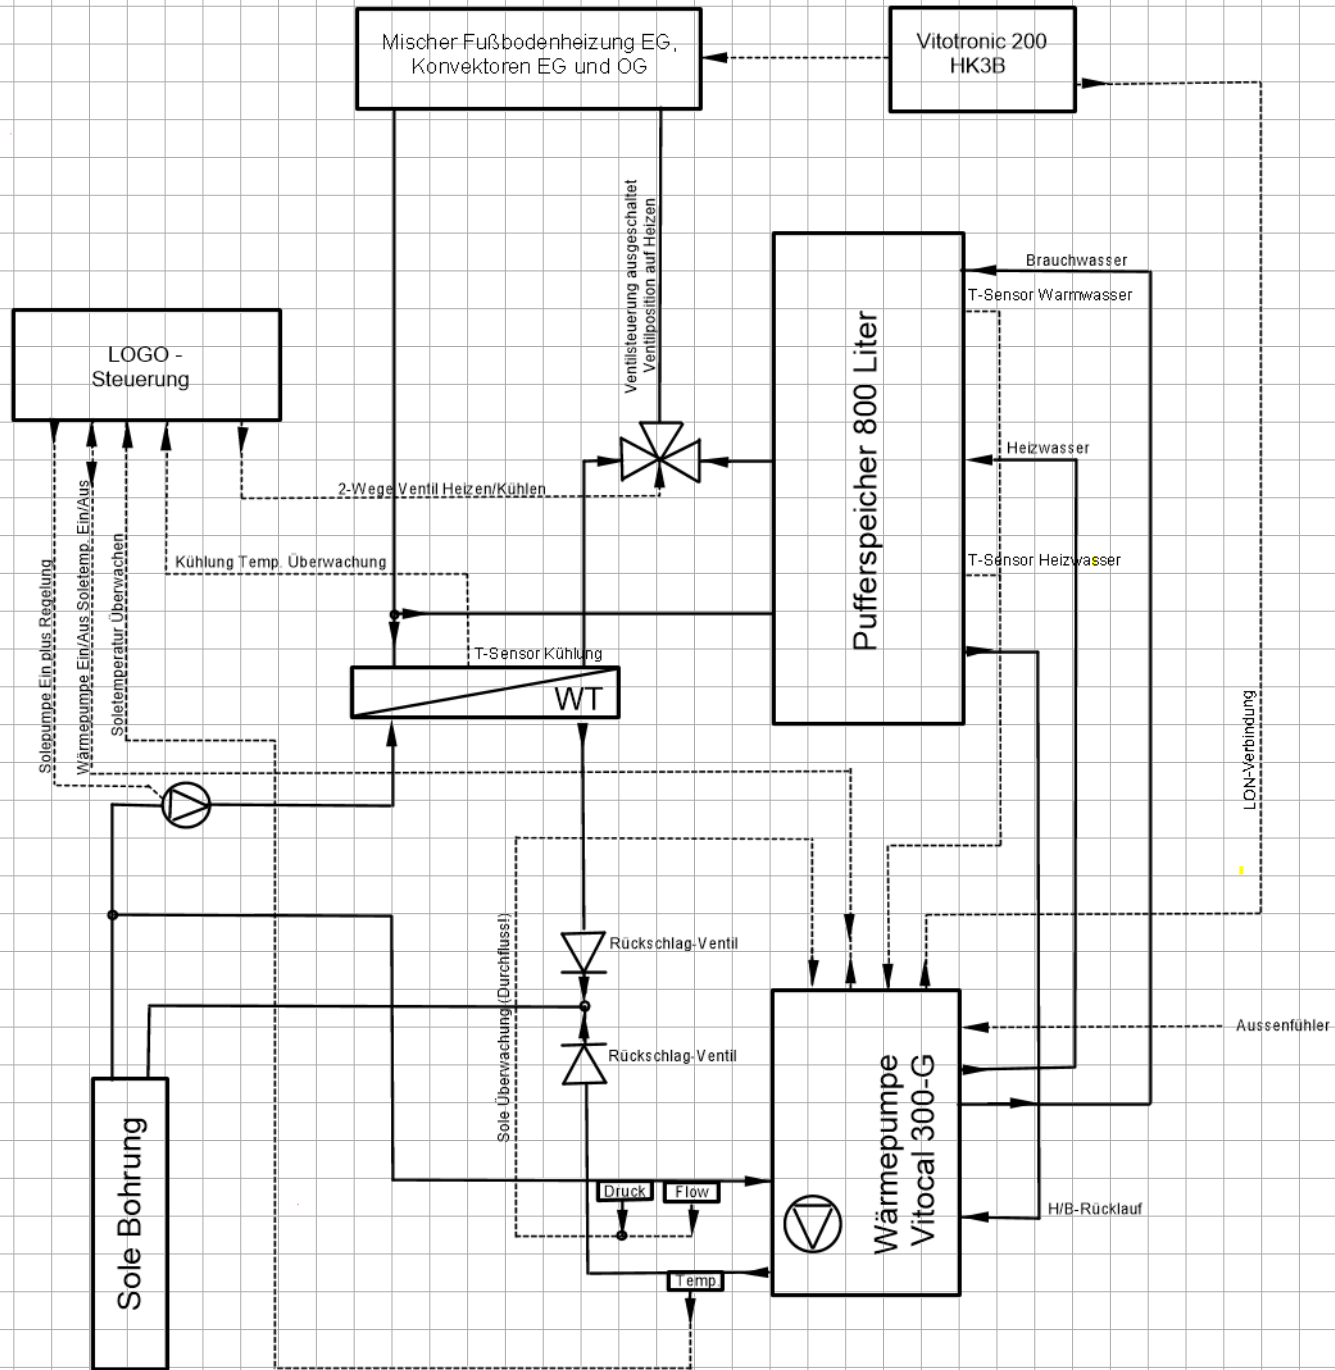 Mischer Fußbodenheizung EG,
Konvektoren EG und OG
Vitotronic 200
HK3B
Ventilsteuerung ausgeschaltet
Ventilposition auf Heizen
Brauchwasser
T-Sensor Warmwasser
LOGO -
Steuerung
Pufferspeicher 800 Liter
Heizwasser
2-Wege Ventil Heizen/Kühlen
Kühlung Temp. Überwachung
T-Sensor Heizwasser
Solepumpe Ein plus Regelung
Wärmepumpe Ein/Aus Soletemp. Ein/Aus
Soletemperatur Überwachen
T-Sensor Kühlung
WT
LON-Verbindung
Rückschlag-Ventil
Sole Überwachung (Durchfluss!)
Rückschlag-Ventil
Aussenfühler
Wärmepumpe
Vitocal 300-G
Sole Bohrung
Druck
Flow
H/B-Rücklauf
Temp.